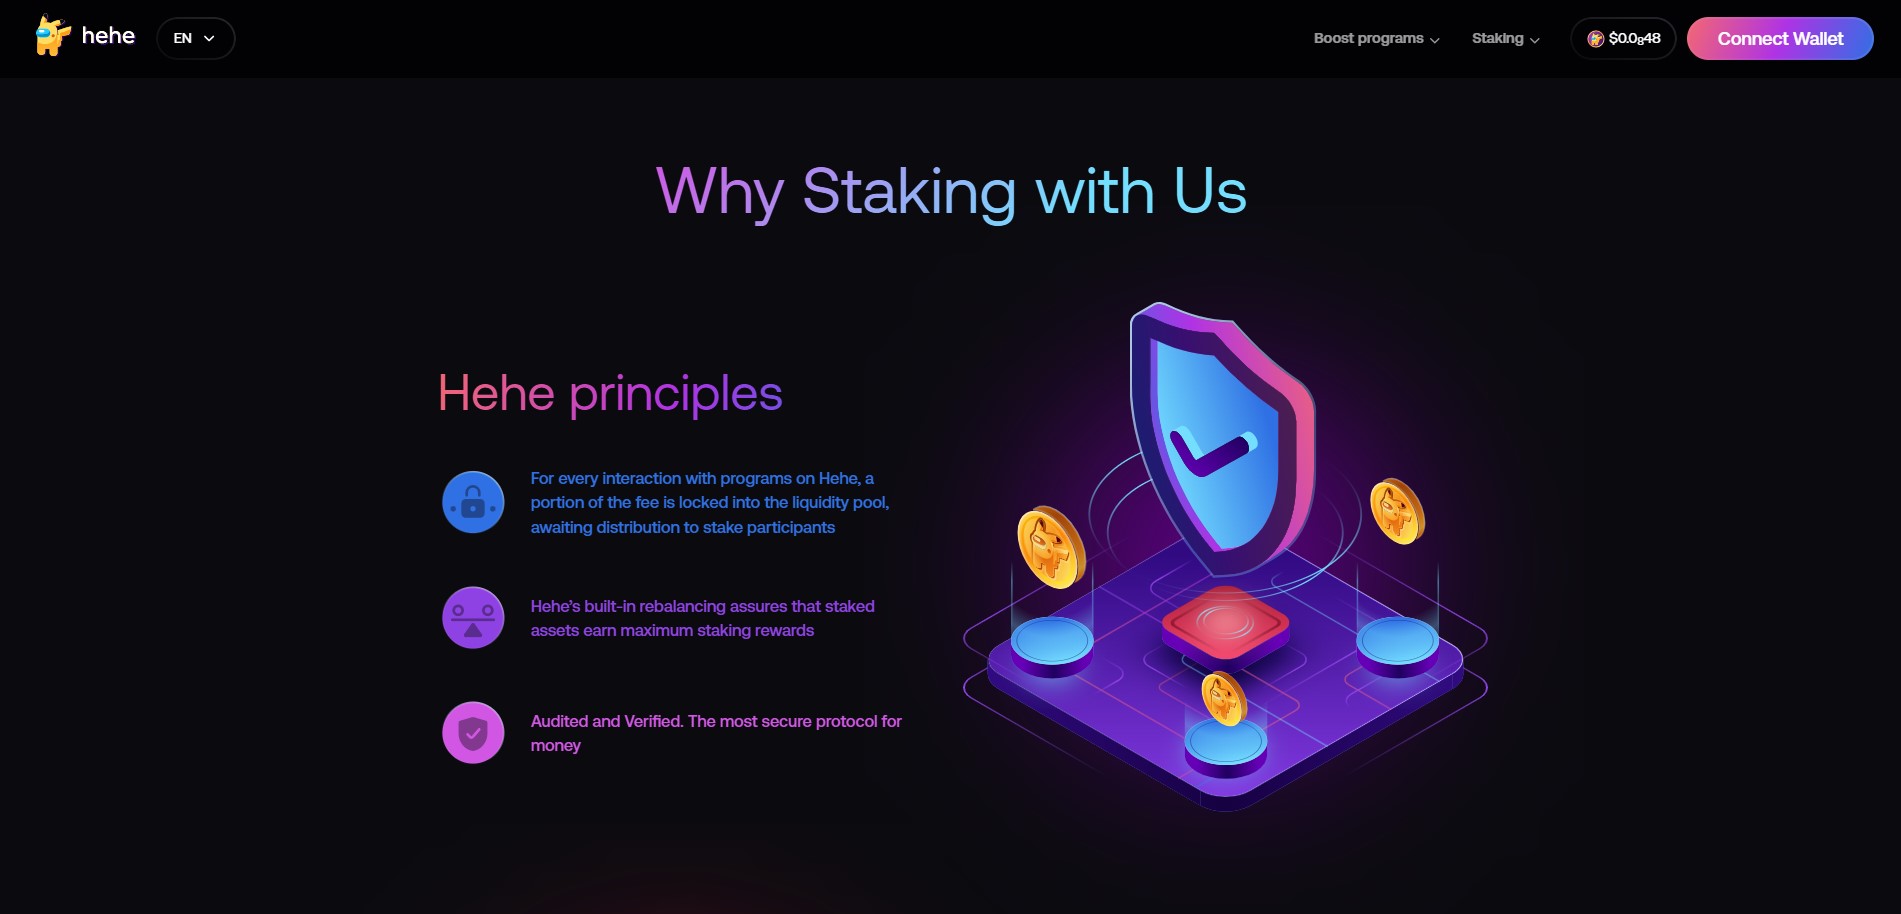 hehe
EN
Boost programs
Staking
$0.0₈48
Connect Wallet
Why Staking with Us
Hehe principles
For every interaction with programs on Hehe, a
portion of the fee is locked into the liquidity pool,
awaiting distribution to stake participants
Hehe’s built-in rebalancing assures that staked
assets earn maximum staking rewards
Audited and Verified. The most secure protocol for
money